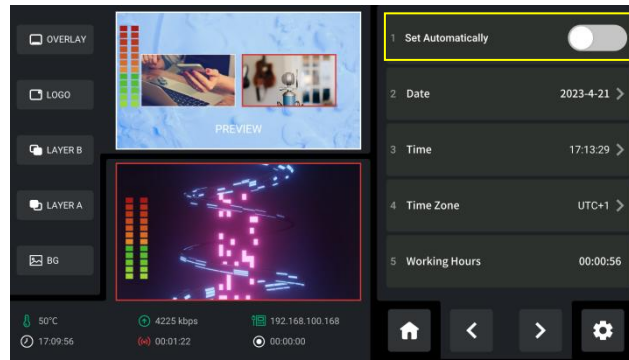 OVERLAY
LOGO
LAYER B
LAYER A
BG
PREVIEW
50°C
4225 kbps
192.168.100.168
17:09:56
00:01:22
00:00:00
1 Set Automatically
2 Date 2023-4-21
3 Time 17:13:29
4 Time Zone UTC+1
5 Working Hours 00:00:56